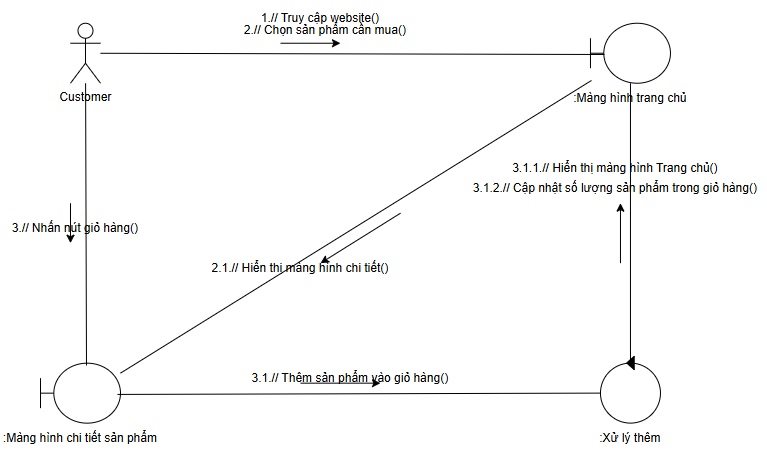 1.// Truy cập website()
2.// Chọn sản phẩm cần mua()
Customer
:Màng hình trang chủ
3.1.1.// Hiển thị màng hình Trang chủ()
3.1.2.// Cập nhật số lượng sản phẩm trong giỏ hàng()
3.// Nhấn nút giỏ hàng()
2.1.// Hiển thị màng hình chi tiết()
3.1.// Thêm sản phẩm vào giỏ hàng()
:Màng hình chi tiết sản phẩm
:Xử lý thêm